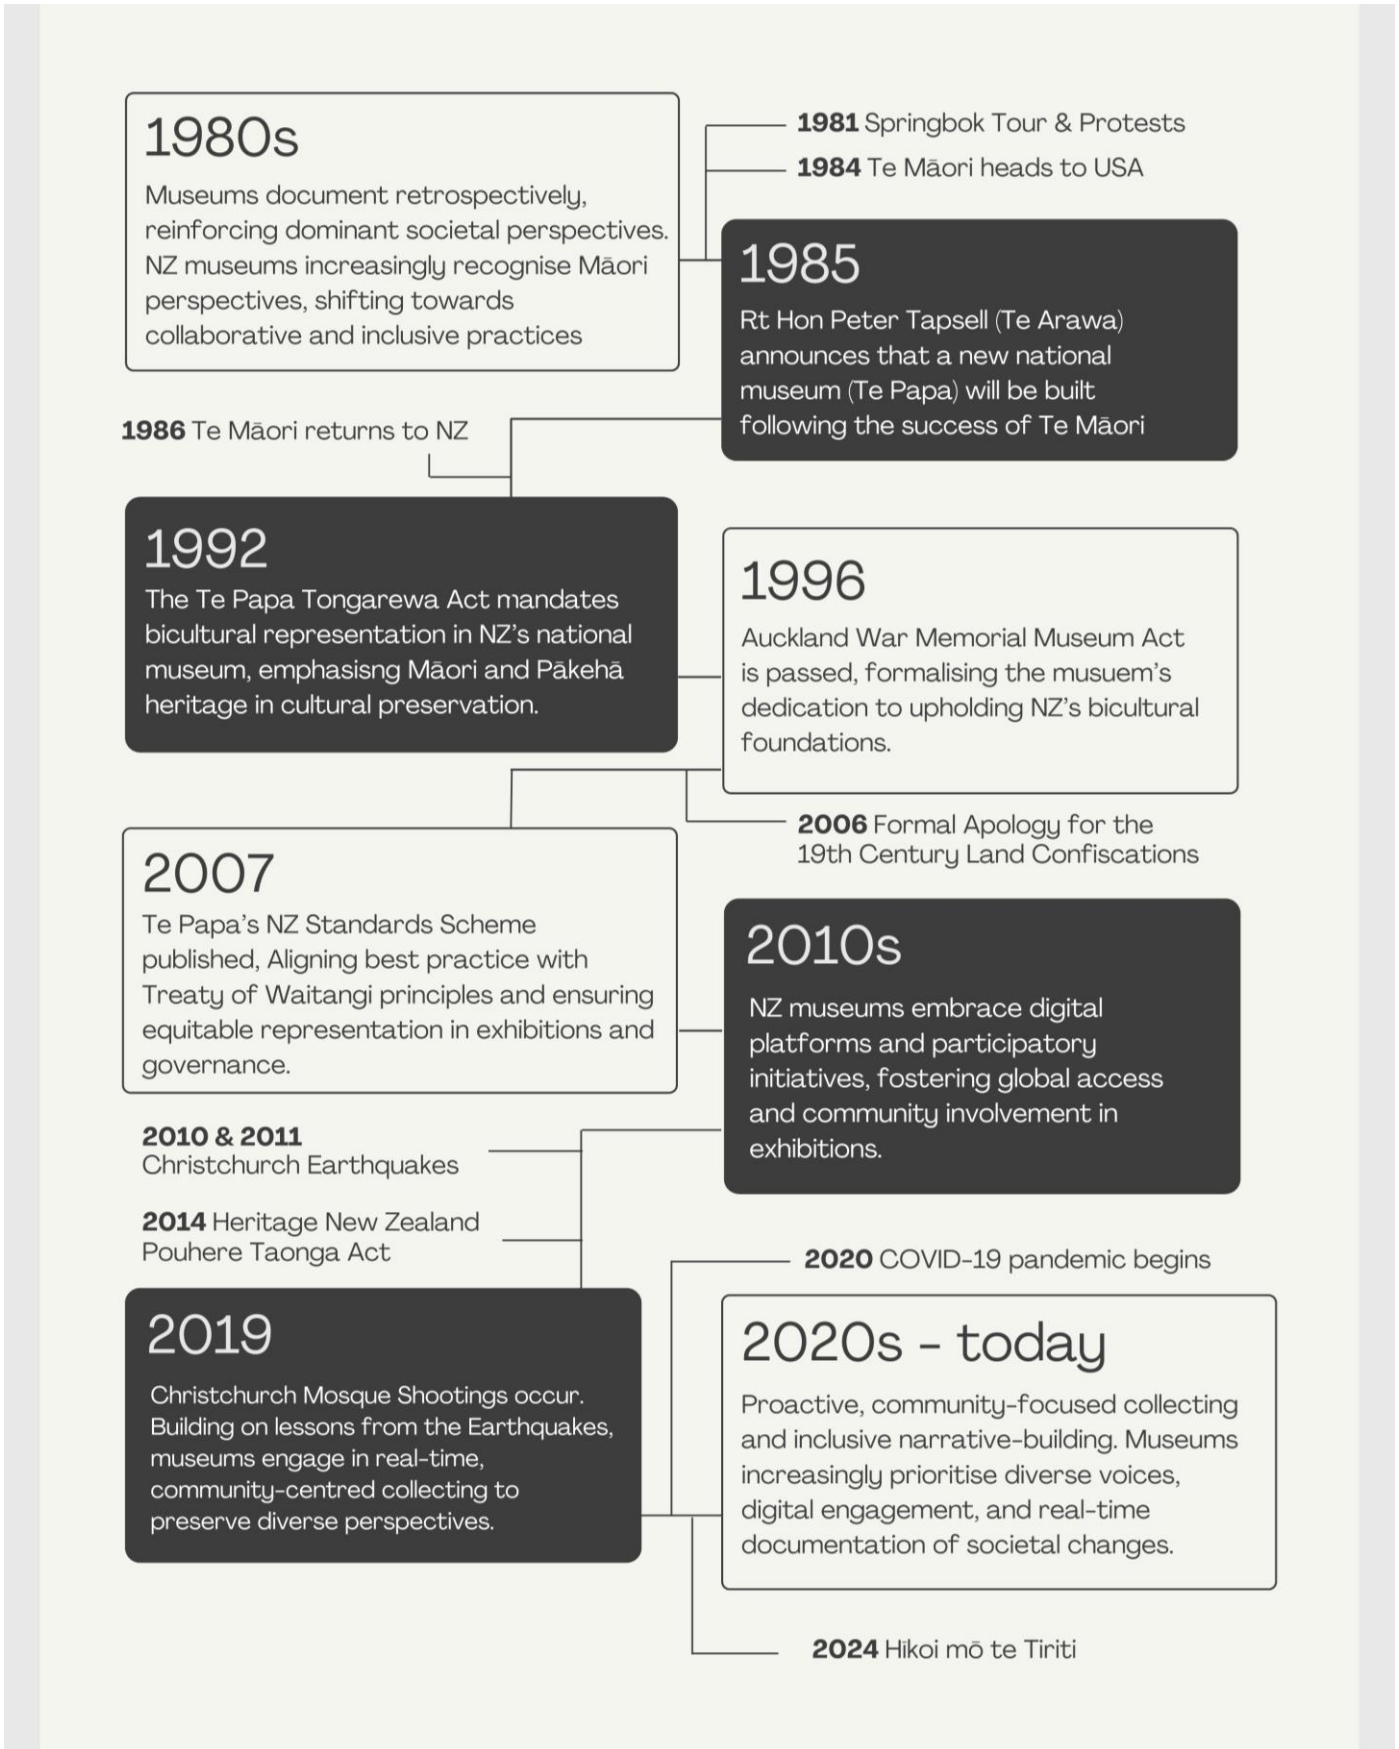 1980s
Museums document retrospectively,
reinforcing dominant societal perspectives.
NZ museums increasingly recognise Māori
perspectives, shifting towards
collaborative and inclusive practices
1981 Springbok Tour & Protests
1984 Te Māori heads to USA
1985
Rt Hon Peter Tapsell (Te Arawa)
announces that a new national
museum (Te Papa) will be built
following the success of Te Māori
1986 Te Māori returns to NZ
1992
The Te Papa Tongarewa Act mandates
bicultural representation in NZ's national
museum, emphasisng Māori and Pākehā
heritage in cultural preservation.
1996
Auckland War Memorial Museum Act
is passed, formalising the musuem's
dedication to upholding NZ's bicultural
foundations.
2006 Formal Apology for the
19th Century Land Confiscations
2007
Te Papa's NZ Standards Scheme
published, Aligning best practice with
Treaty of Waitangi principles and ensuring
equitable representation in exhibitions and
governance.
2010s
NZ museums embrace digital
platforms and participatory
initiatives, fostering global access
and community involvement in
exhibitions.
2010 & 2011
Christchurch Earthquakes
2014 Heritage New Zealand
Pouhere Taonga Act
2019
Christchurch Mosque Shootings occur.
Building on lessons from the Earthquakes,
museums engage in real-time,
community-centred collecting to
preserve diverse perspectives.
2020 COVID-19 pandemic begins
2020s - today
Proactive, community-focused collecting
and inclusive narrative-building. Museums
increasingly prioritise diverse voices,
digital engagement, and real-time
documentation of societal changes.
2024 Hīkoi mō te Tiriti